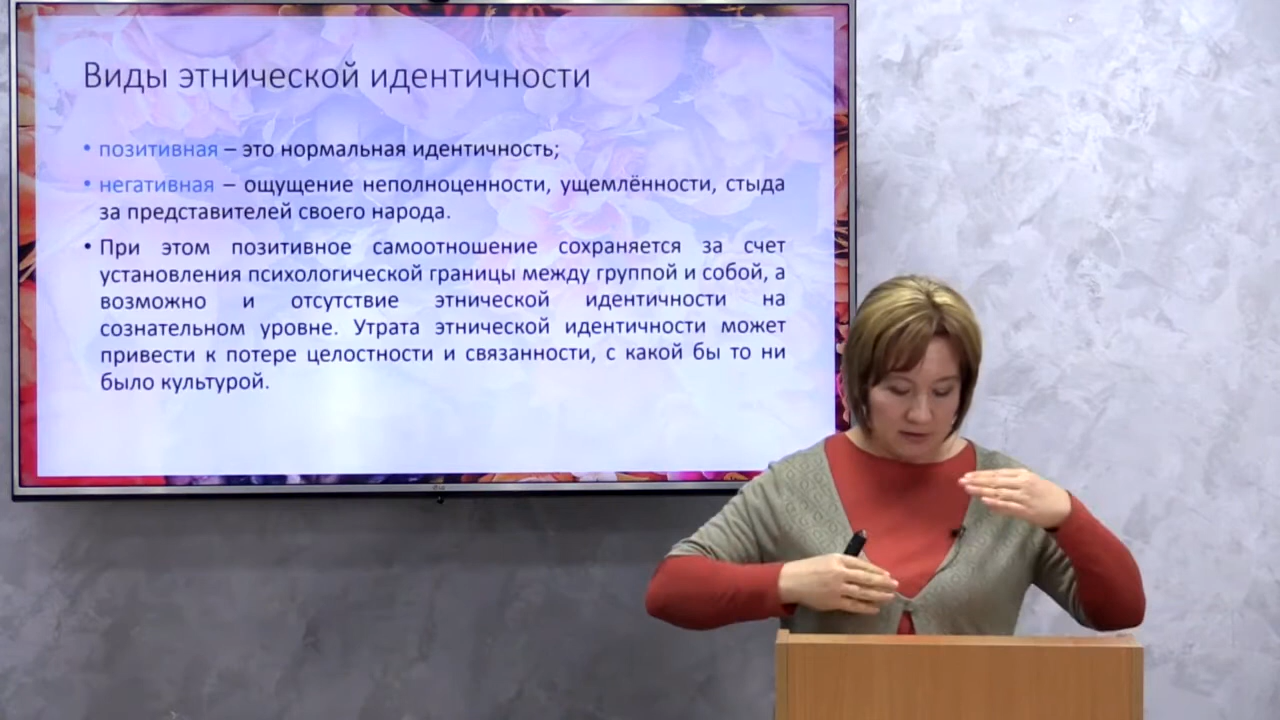 Виды этнической идентичности
• позитивная – это нормальная идентичность;
• негативная – ощущение неполноценности, ущемлённости, стыда
за представителей своего народа.
• При этом позитивное самоотношение сохраняется за счет
установления психологической границы между группой и собой, а
возможно и отсутствие этнической идентичности на
сознательном уровне. Утрата этнической идентичности может
привести к потере целостности и связанности, с какой бы то ни
было культурой.